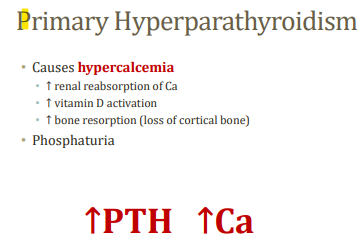 Primary Hyperparathyroidism
• Causes hypercalcemia
• ↑ renal reabsorption of Ca
• ↑ vitamin D activation
• ↑ bone resorption (loss of cortical bone)
• Phosphaturia
↑PTH ↑Ca